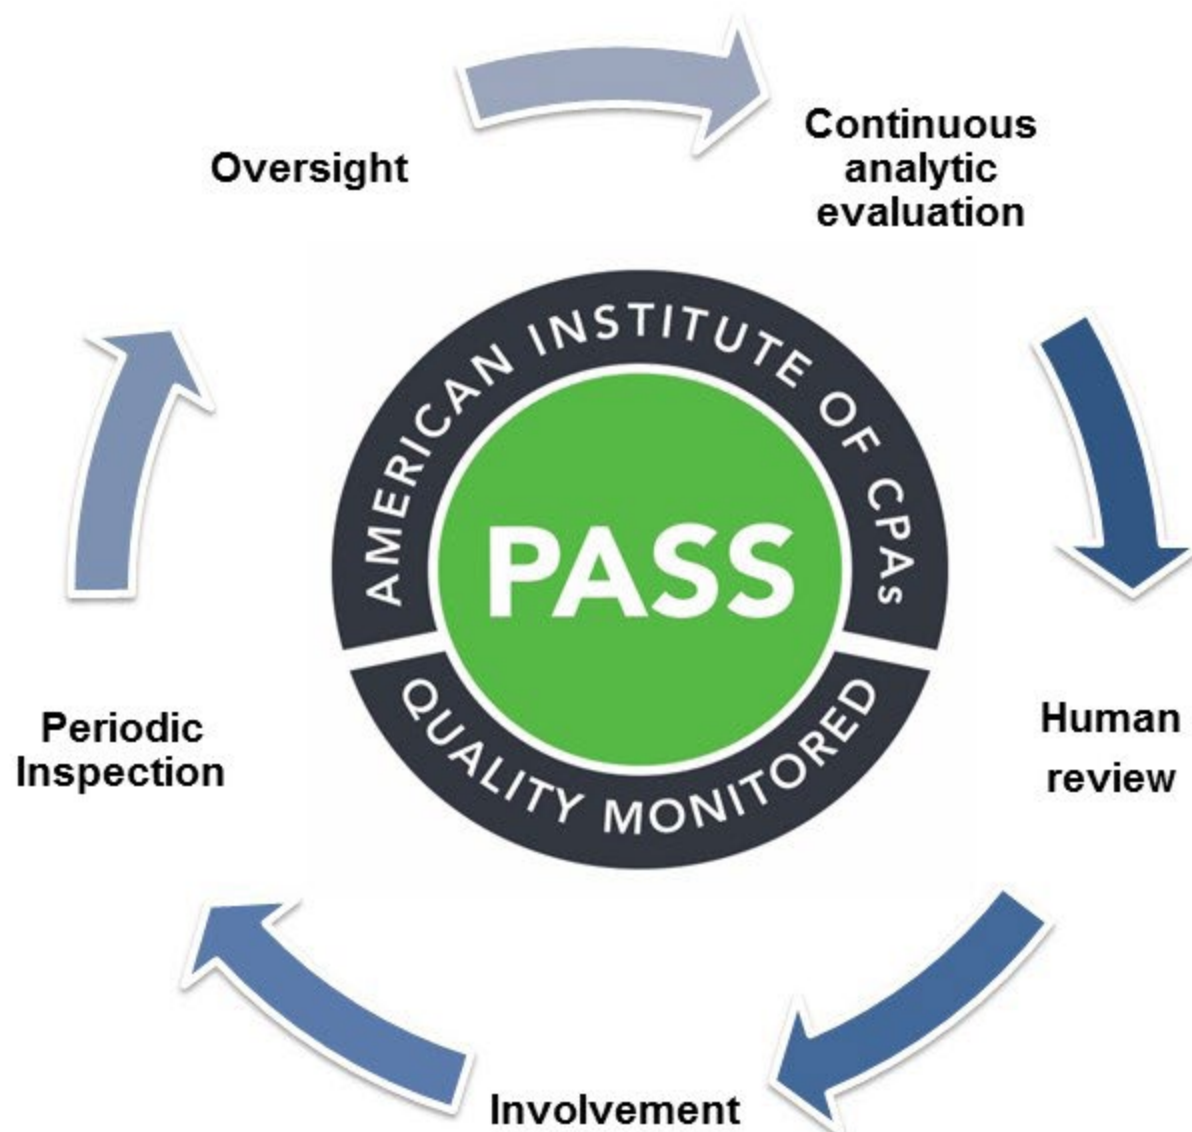 Oversight
Continuous
analytic
evaluation
AMERICAN INSTITUTE OF CPAs
PASS
QUALITY MONITORED
Human
review
Periodic
Inspection
Involvement